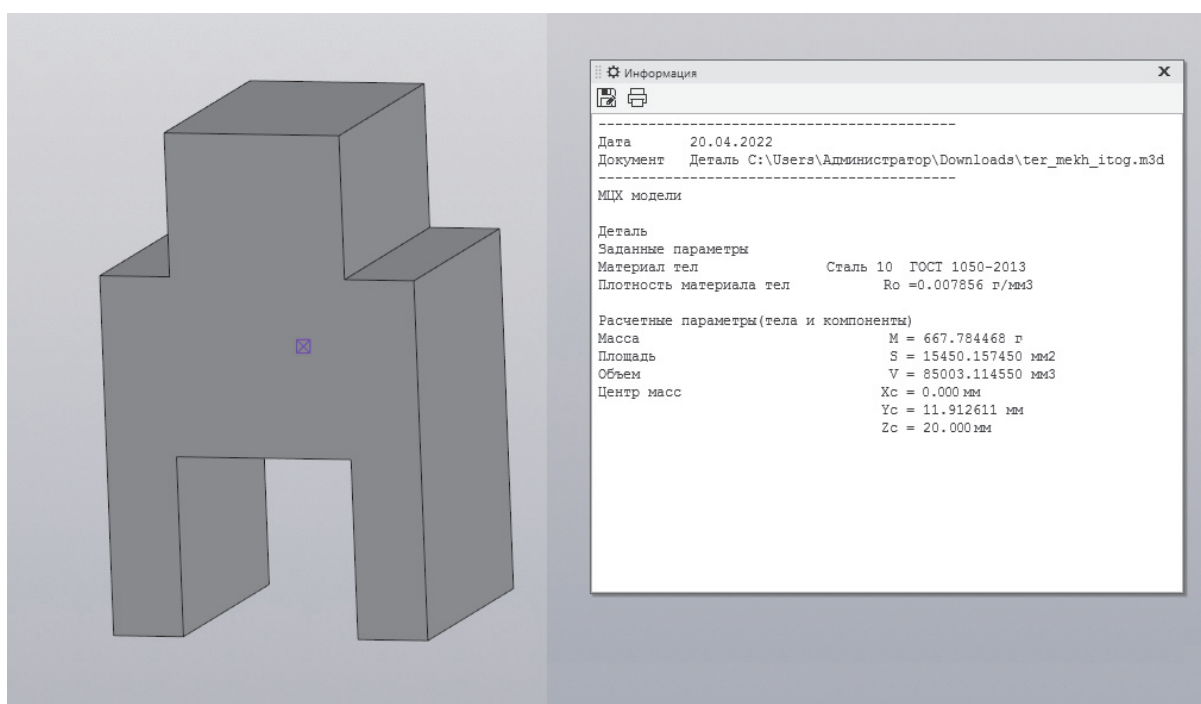 Информация
X
-------------------------------------------
Дата 20.04.2022
Документ Деталь C:\Users\Администратор\Downloads\ter_mekh_itog.m3d
-------------------------------------------
МЦХ модели
Деталь
Заданные параметры
Материал тел Сталь 10 ГОСТ 1050-2013
Плотность материала тел Ro =0.007856 г/мм3
Расчетные параметры(тела и компоненты)
Масса M = 667.784468 г
Площадь S = 15450.157450 мм2
Объем V = 85003.114550 мм3
Центр масс Xc = 0.000 мм
Yc = 11.912611 мм
Zc = 20.000 мм